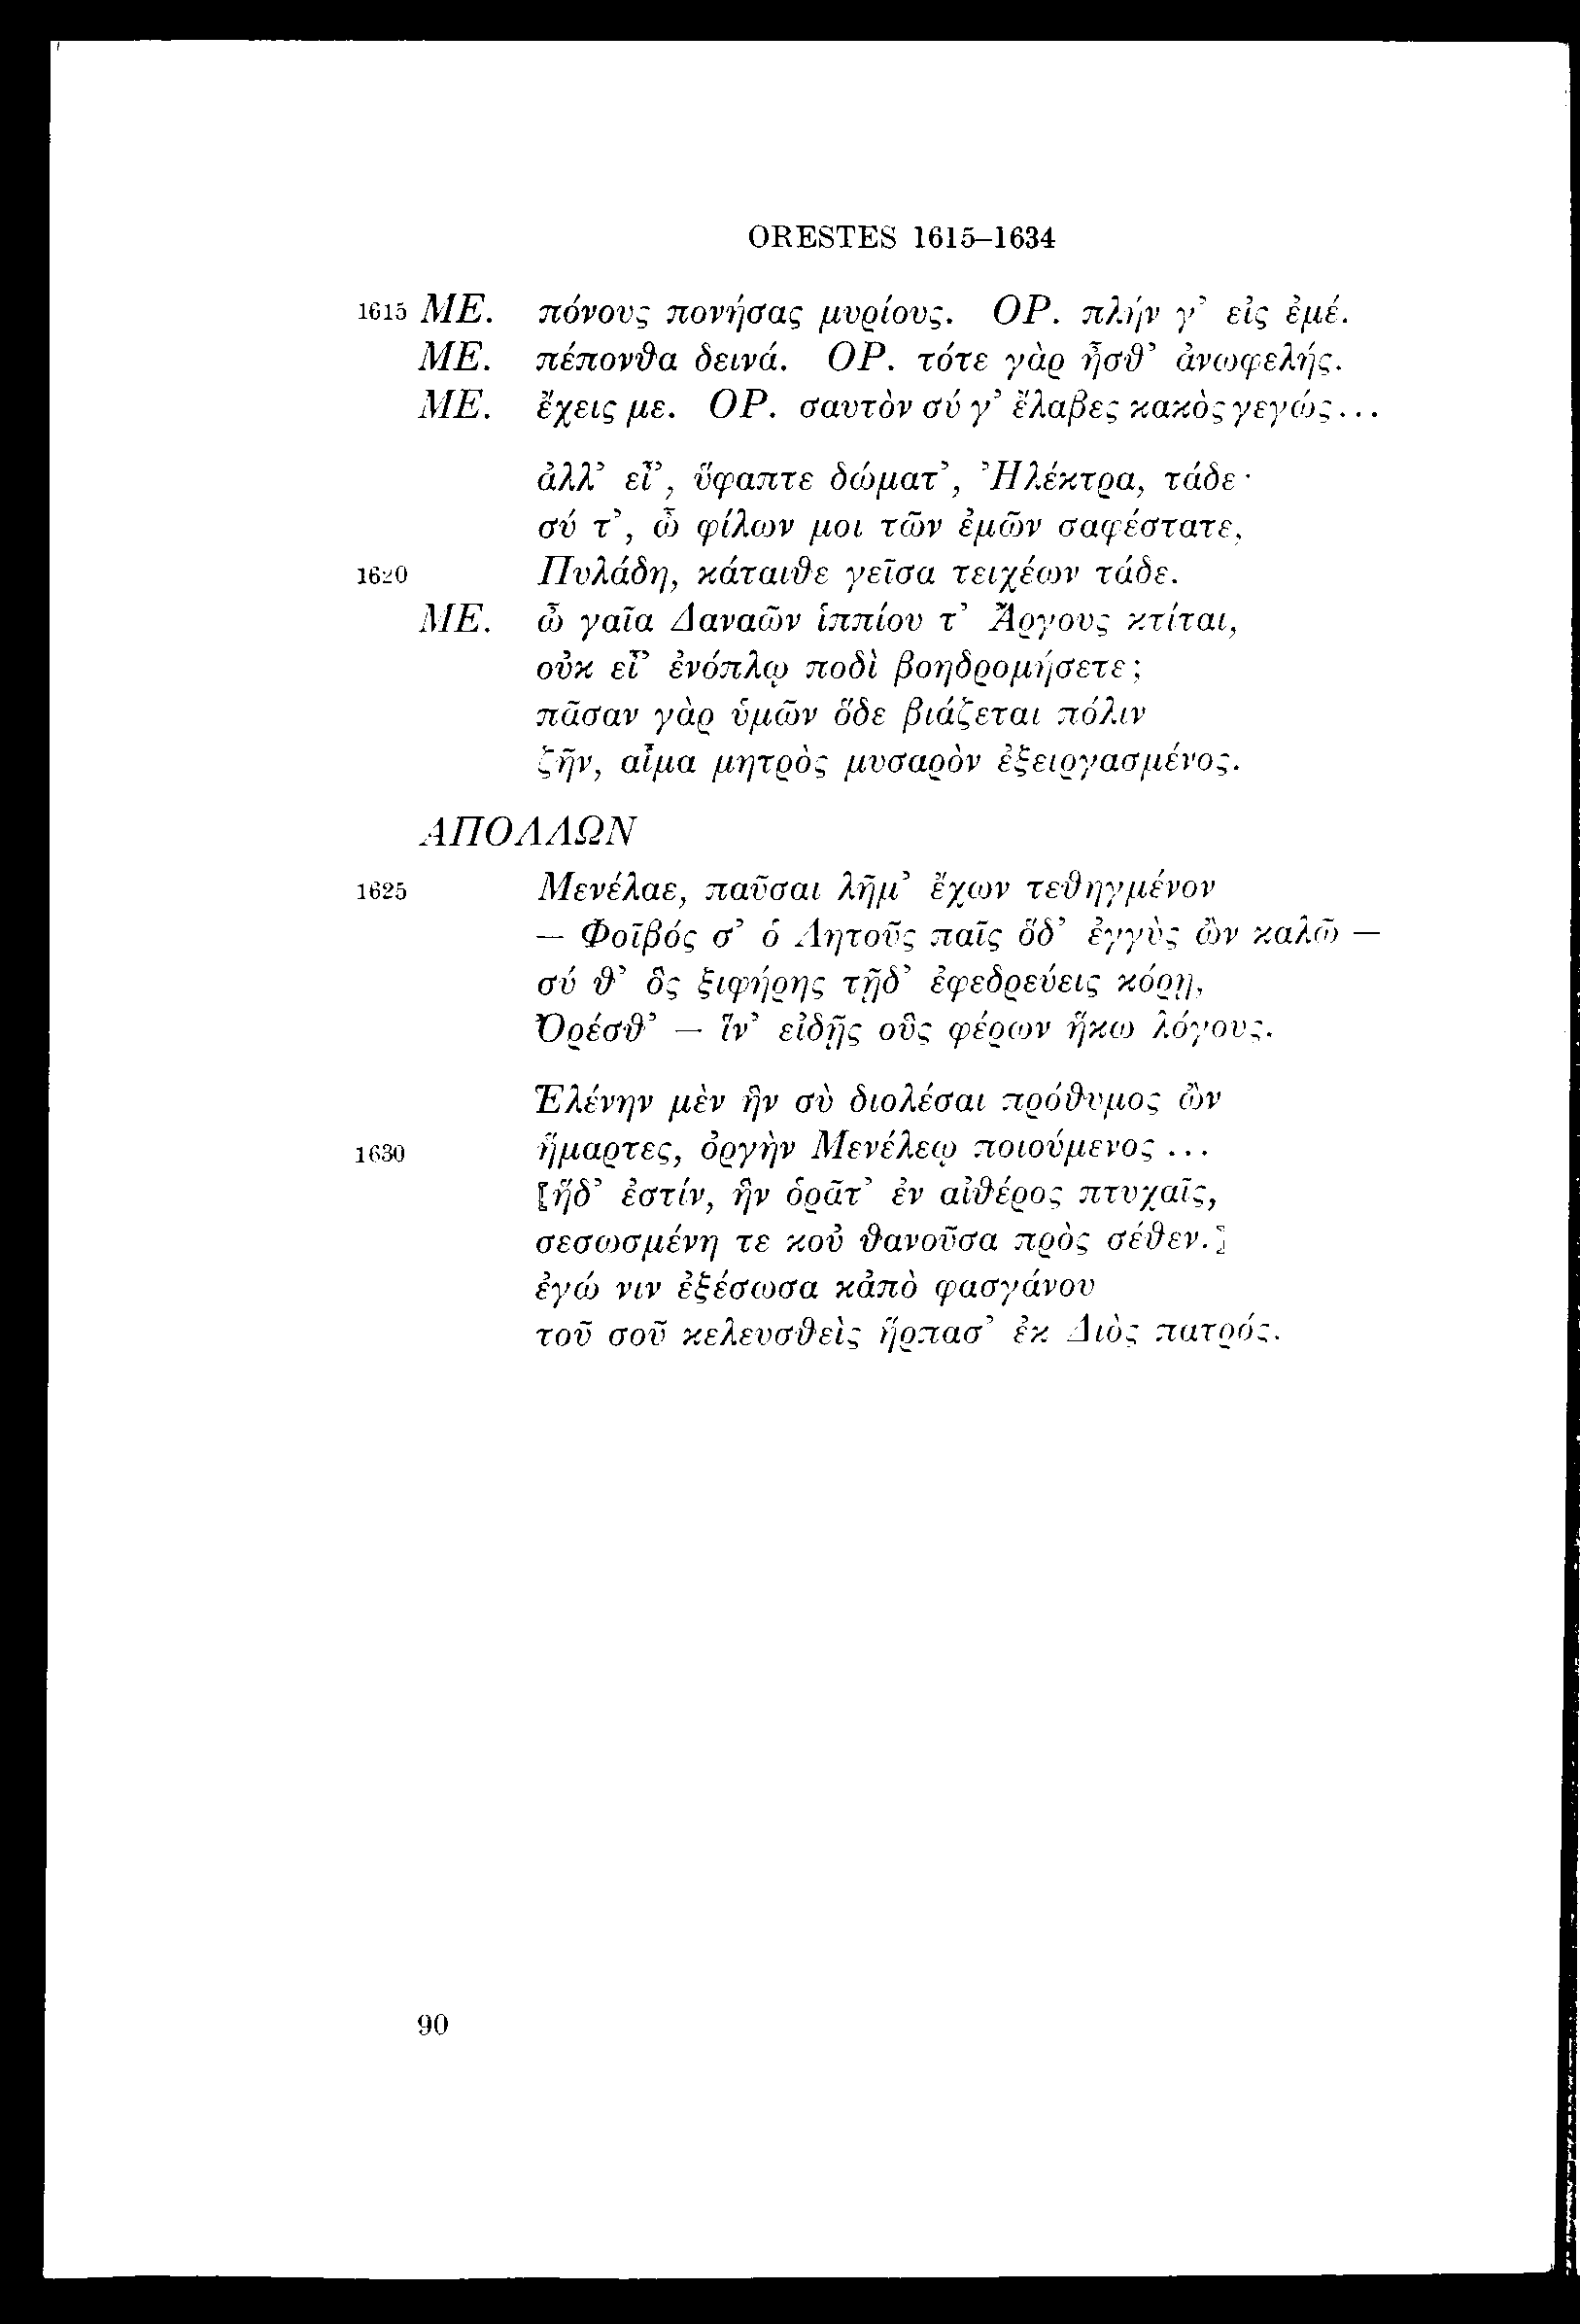 ORESTES 1615–1634
1615 ΜΕ. πόνους πονήσας μυρίους. ΟΡ. πλήν γ’ εἰς ἐμέ.
ΜΕ. πέπονθα δεινά. ΟΡ. τότε γὰρ ἦσθ’ ἀνωφελής.
ΜΕ. ἔχεις με. ΟΡ. σαυτὸν σύ γ’ ἔλαβες κακὸς γεγώς...
ἀλλ’ εἶ’, ὕφαπτε δώματ’, Ἠλέκτρα, τάδε·
σύ τ’, ὦ φίλων μοι τῶν ἐμῶν σαφέστατε,
1620 Πυλάδη, κάταιθε γεῖσα τειχέων τάδε.
ΜΕ. ὦ γαῖα Δαναῶν ἱππίου τ’ Ἄργους κτίται,
οὐκ εἶ’ ἐνόπλῳ ποδὶ βοηδρομήσετε;
πᾶσαν γὰρ ὑμῶν ὅδε βιάζεται πόλιν
ζῆν, αἷμα μητρὸς μυσαρὸν ἐξειργασμένος.
ΑΠΟΛΛΩΝ
1625 Μενέλαε, παῦσαι λῆμ’ ἔχων τεθηγμένον
— Φοῖβός σ’ ὁ Λητοῦς παῖς ὅδ’ ἐγγὺς ὢν καλῶ —
σύ θ’ ὃς ξιφήρης τῇδ’ ἐφεδρεύεις κόρῃ,
Ὀρέσθ’ — ἵν’ εἰδῇς οὓς φέρων ἥκω λόγους.
Ἑλένην μὲν ἣν σὺ διολέσαι πρόθυμος ὢν
1630 ἥμαρτες, ὀργὴν Μενέλεῳ ποιούμενος ...
[ἥδ’ ἐστίν, ἣν ὁρᾶτ’ ἐν αἰθέρος πτυχαῖς,
σεσωσμένη τε κοὐ θανοῦσα πρὸς σέθεν.]
ἐγώ νιν ἐξέσωσα κἀπὸ φασγάνου
τοῦ σοῦ κελευσθεὶς ἥρπασ’ ἐκ Διὸς πατρός.
90